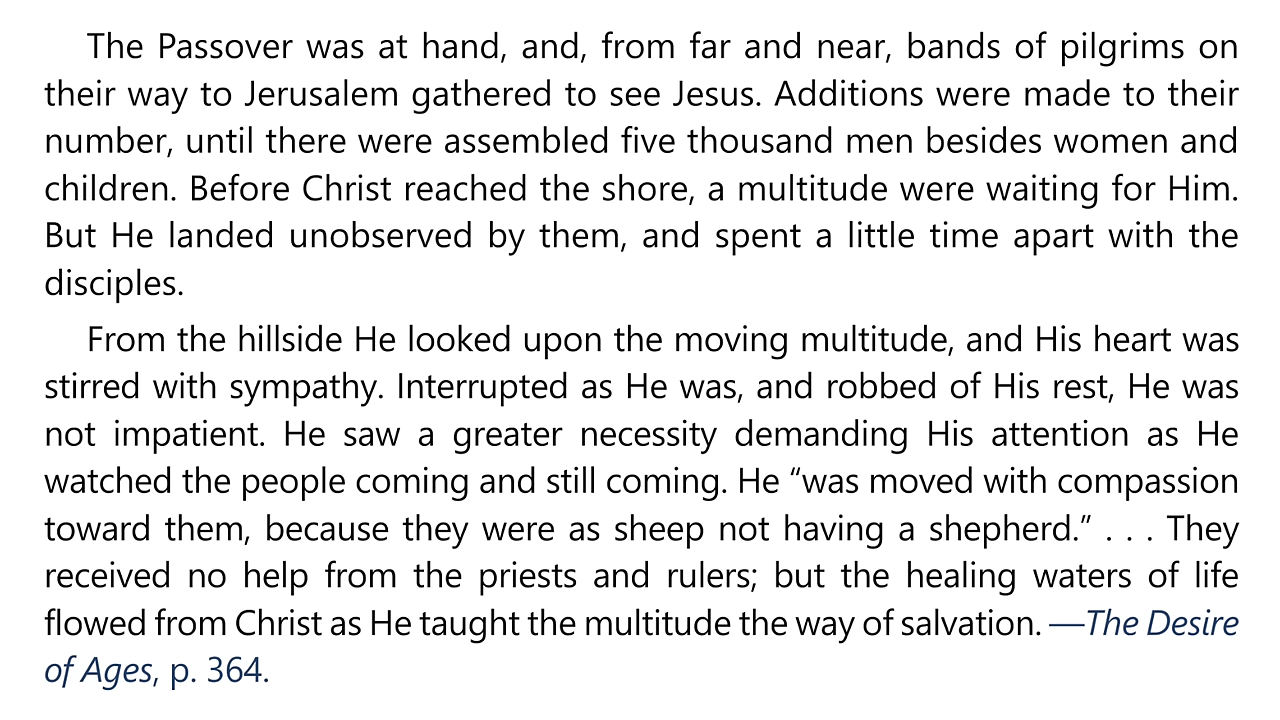 The Passover was at hand, and, from far and near, bands of pilgrims on
their way to Jerusalem gathered to see Jesus. Additions were made to their
number, until there were assembled five thousand men besides women and
children. Before Christ reached the shore, a multitude were waiting for Him.
But He landed unobserved by them, and spent a little time apart with the
disciples.
From the hillside He looked upon the moving multitude, and His heart was
stirred with sympathy. Interrupted as He was, and robbed of His rest, He was
not impatient. He saw a greater necessity demanding His attention as He
watched the people coming and still coming. He “was moved with compassion
toward them, because they were as sheep not having a shepherd.” . . . They
received no help from the priests and rulers; but the healing waters of life
flowed from Christ as He taught the multitude the way of salvation. —The Desire
of Ages, p. 364.